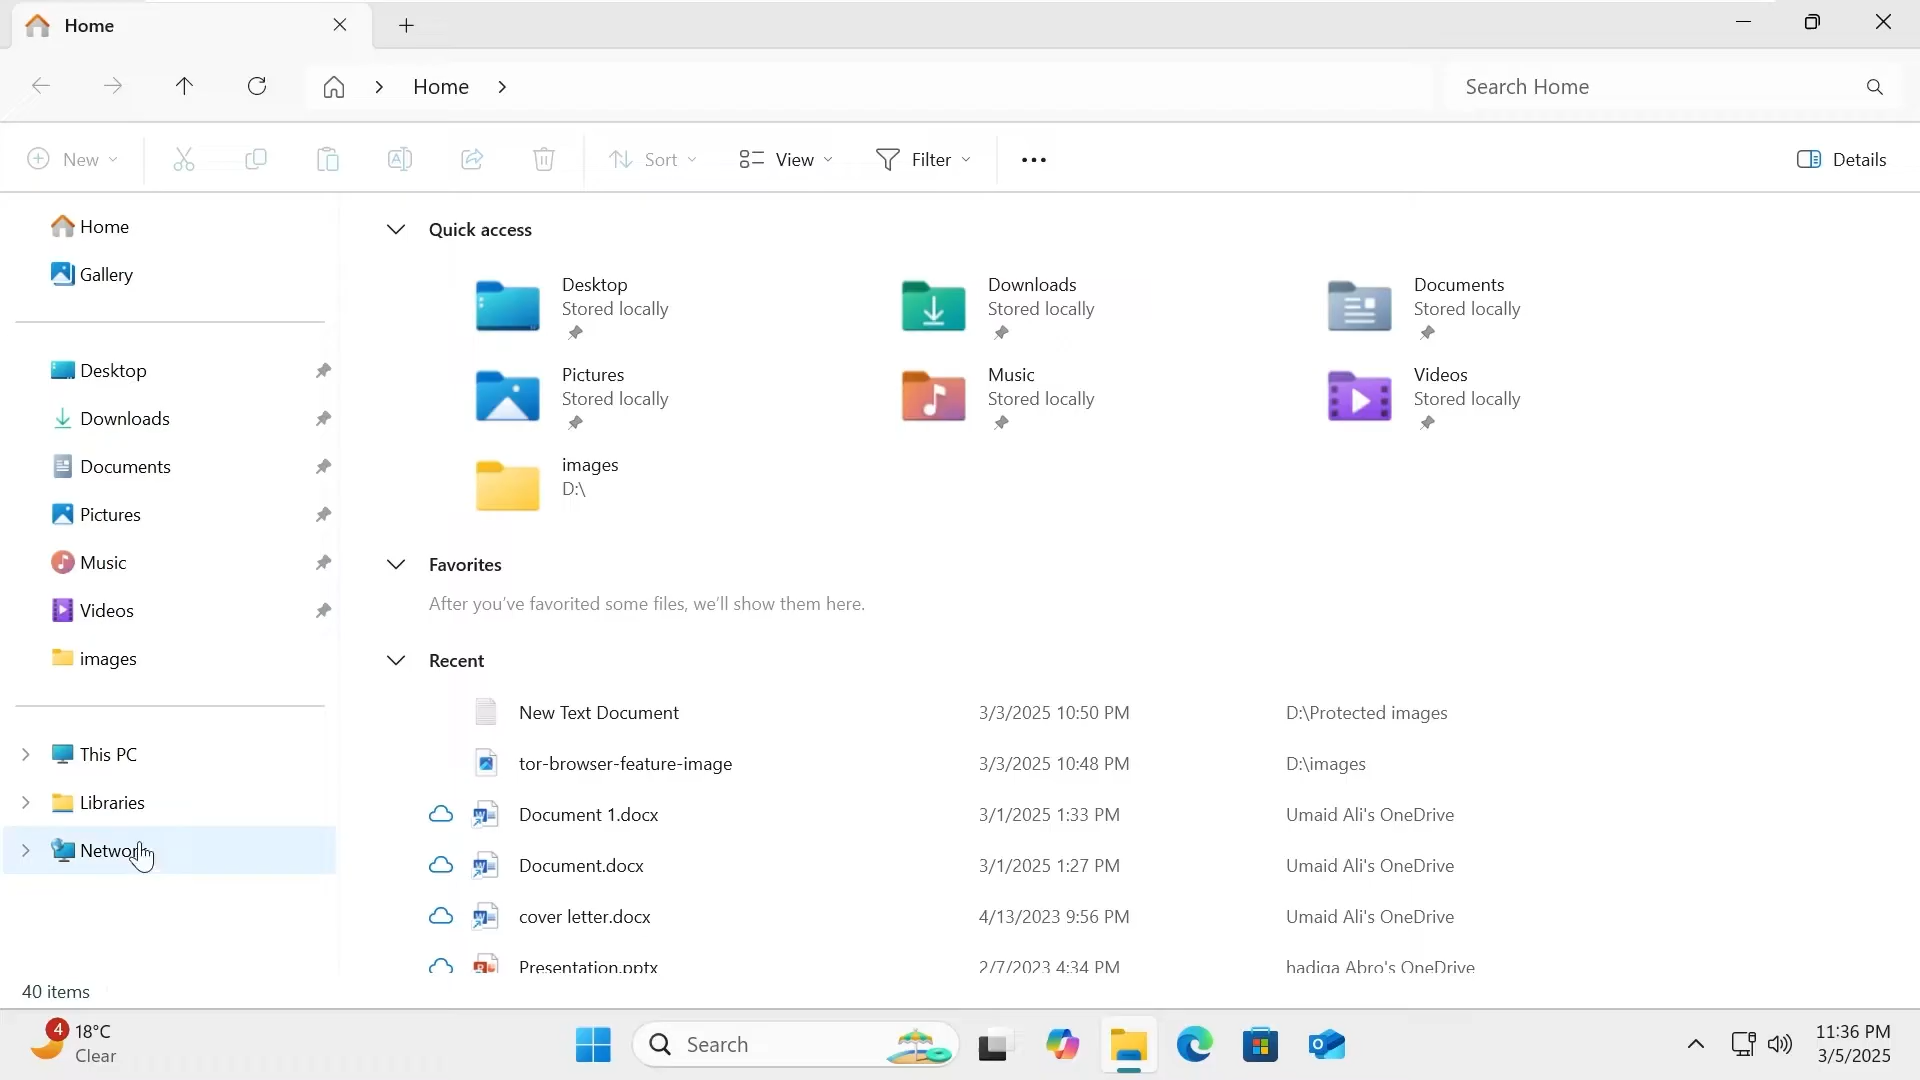 Home
Home
Search Home
New
Sort
View
Filter
Details
Home
Gallery
Desktop
Downloads
Documents
Pictures
Music
Videos
images
This PC
Libraries
Network
Quick access
Desktop
Stored locally
Downloads
Stored locally
Documents
Stored locally
Pictures
Stored locally
Music
Stored locally
Videos
Stored locally
images
D:\
Favorites
After you've favorited some files, we'll show them here.
Recent
New Text Document 3/3/2025 10:50 PM D:\Protected images
tor-browser-feature-image 3/3/2025 10:48 PM D:\images
Document 1.docx 3/1/2025 1:33 PM Umaid Ali's OneDrive
Document.docx 3/1/2025 1:27 PM Umaid Ali's OneDrive
cover letter.docx 4/13/2023 9:56 PM Umaid Ali's OneDrive
Presentation.pptx 2/7/2023 4:34 PM hadiqa Abro's OneDrive
40 items
4 18°C
Clear
Search
11:36 PM
3/5/2025